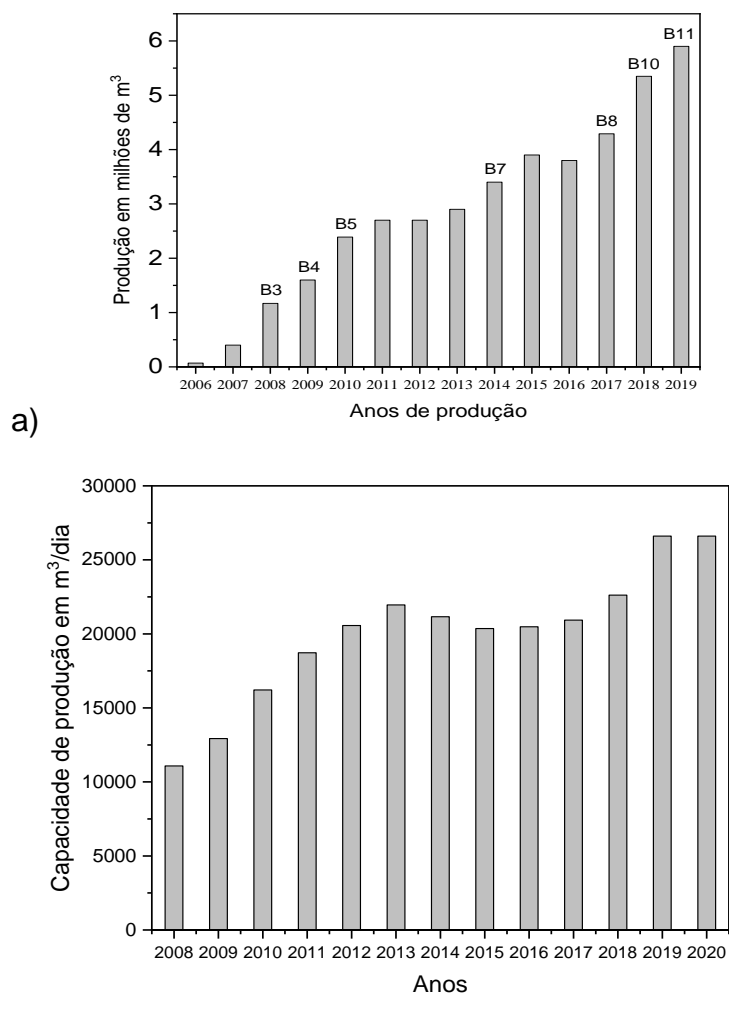 Produção em milhões de m³
6
5
4
3
2
1
0
B3
B4
B5
B7
B8
B10
B11
2006 2007 2008 2009 2010 2011 2012 2013 2014 2015 2016 2017 2018 2019
Anos de produção
a)
Capacidade de produção em m³/dia
30000
25000
20000
15000
10000
5000
0
2008 2009 2010 2011 2012 2013 2014 2015 2016 2017 2018 2019 2020
Anos